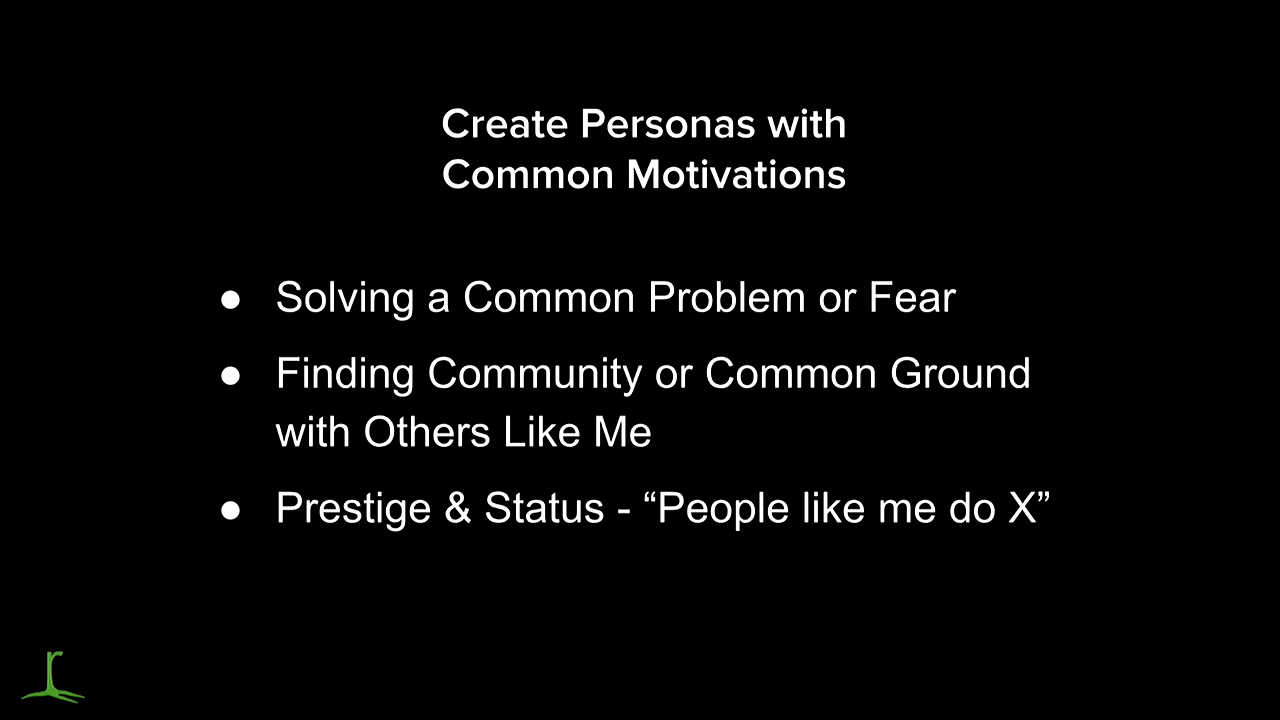 Create Personas with
Common Motivations
● Solving a Common Problem or Fear
● Finding Community or Common Ground
with Others Like Me
● Prestige & Status - “People like me do X”